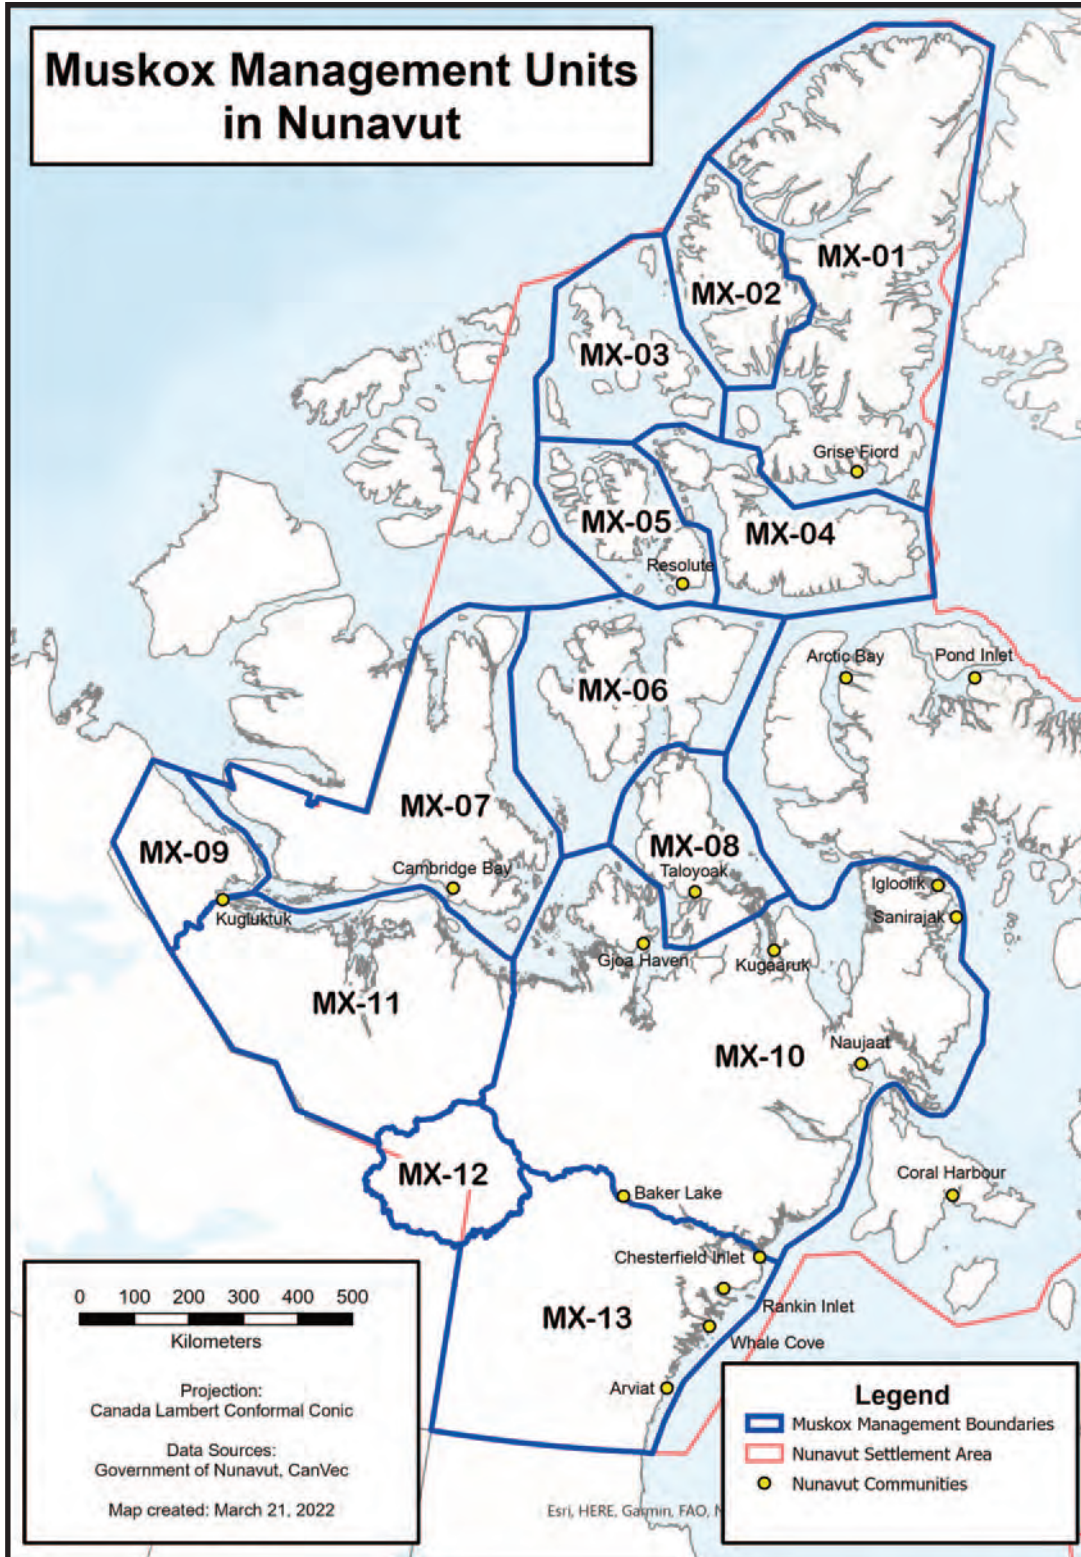 Muskox Management Units
in Nunavut
MX-01
MX-02
MX-03
Grise Fiord
MX-05
MX-04
Resolute
Arctic Bay
Pond Inlet
MX-06
MX-07
MX-08
MX-09
Cambridge Bay
Taloyoak
Igloolik
Kugluktuk
Sanirajak
Gjoa Haven
Kugaaruk
MX-11
MX-10
Naujaat
MX-12
Coral Harbour
Baker Lake
Chesterfield Inlet
Rankin Inlet
MX-13
Whale Cove
Arviat
0 100 200 300 400 500
Kilometers
Projection:
Canada Lambert Conformal Conic
Data Sources:
Government of Nunavut, CanVec
Map created: March 21, 2022
Legend
Muskox Management Boundaries
Nunavut Settlement Area
Nunavut Communities
Esri, HERE, Garmin, FAO,